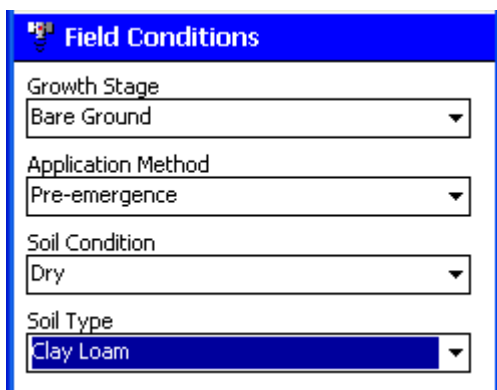 Field Conditions
Growth Stage
Bare Ground
Application Method
Pre-emergence
Soil Condition
Dry
Soil Type
Clay Loam